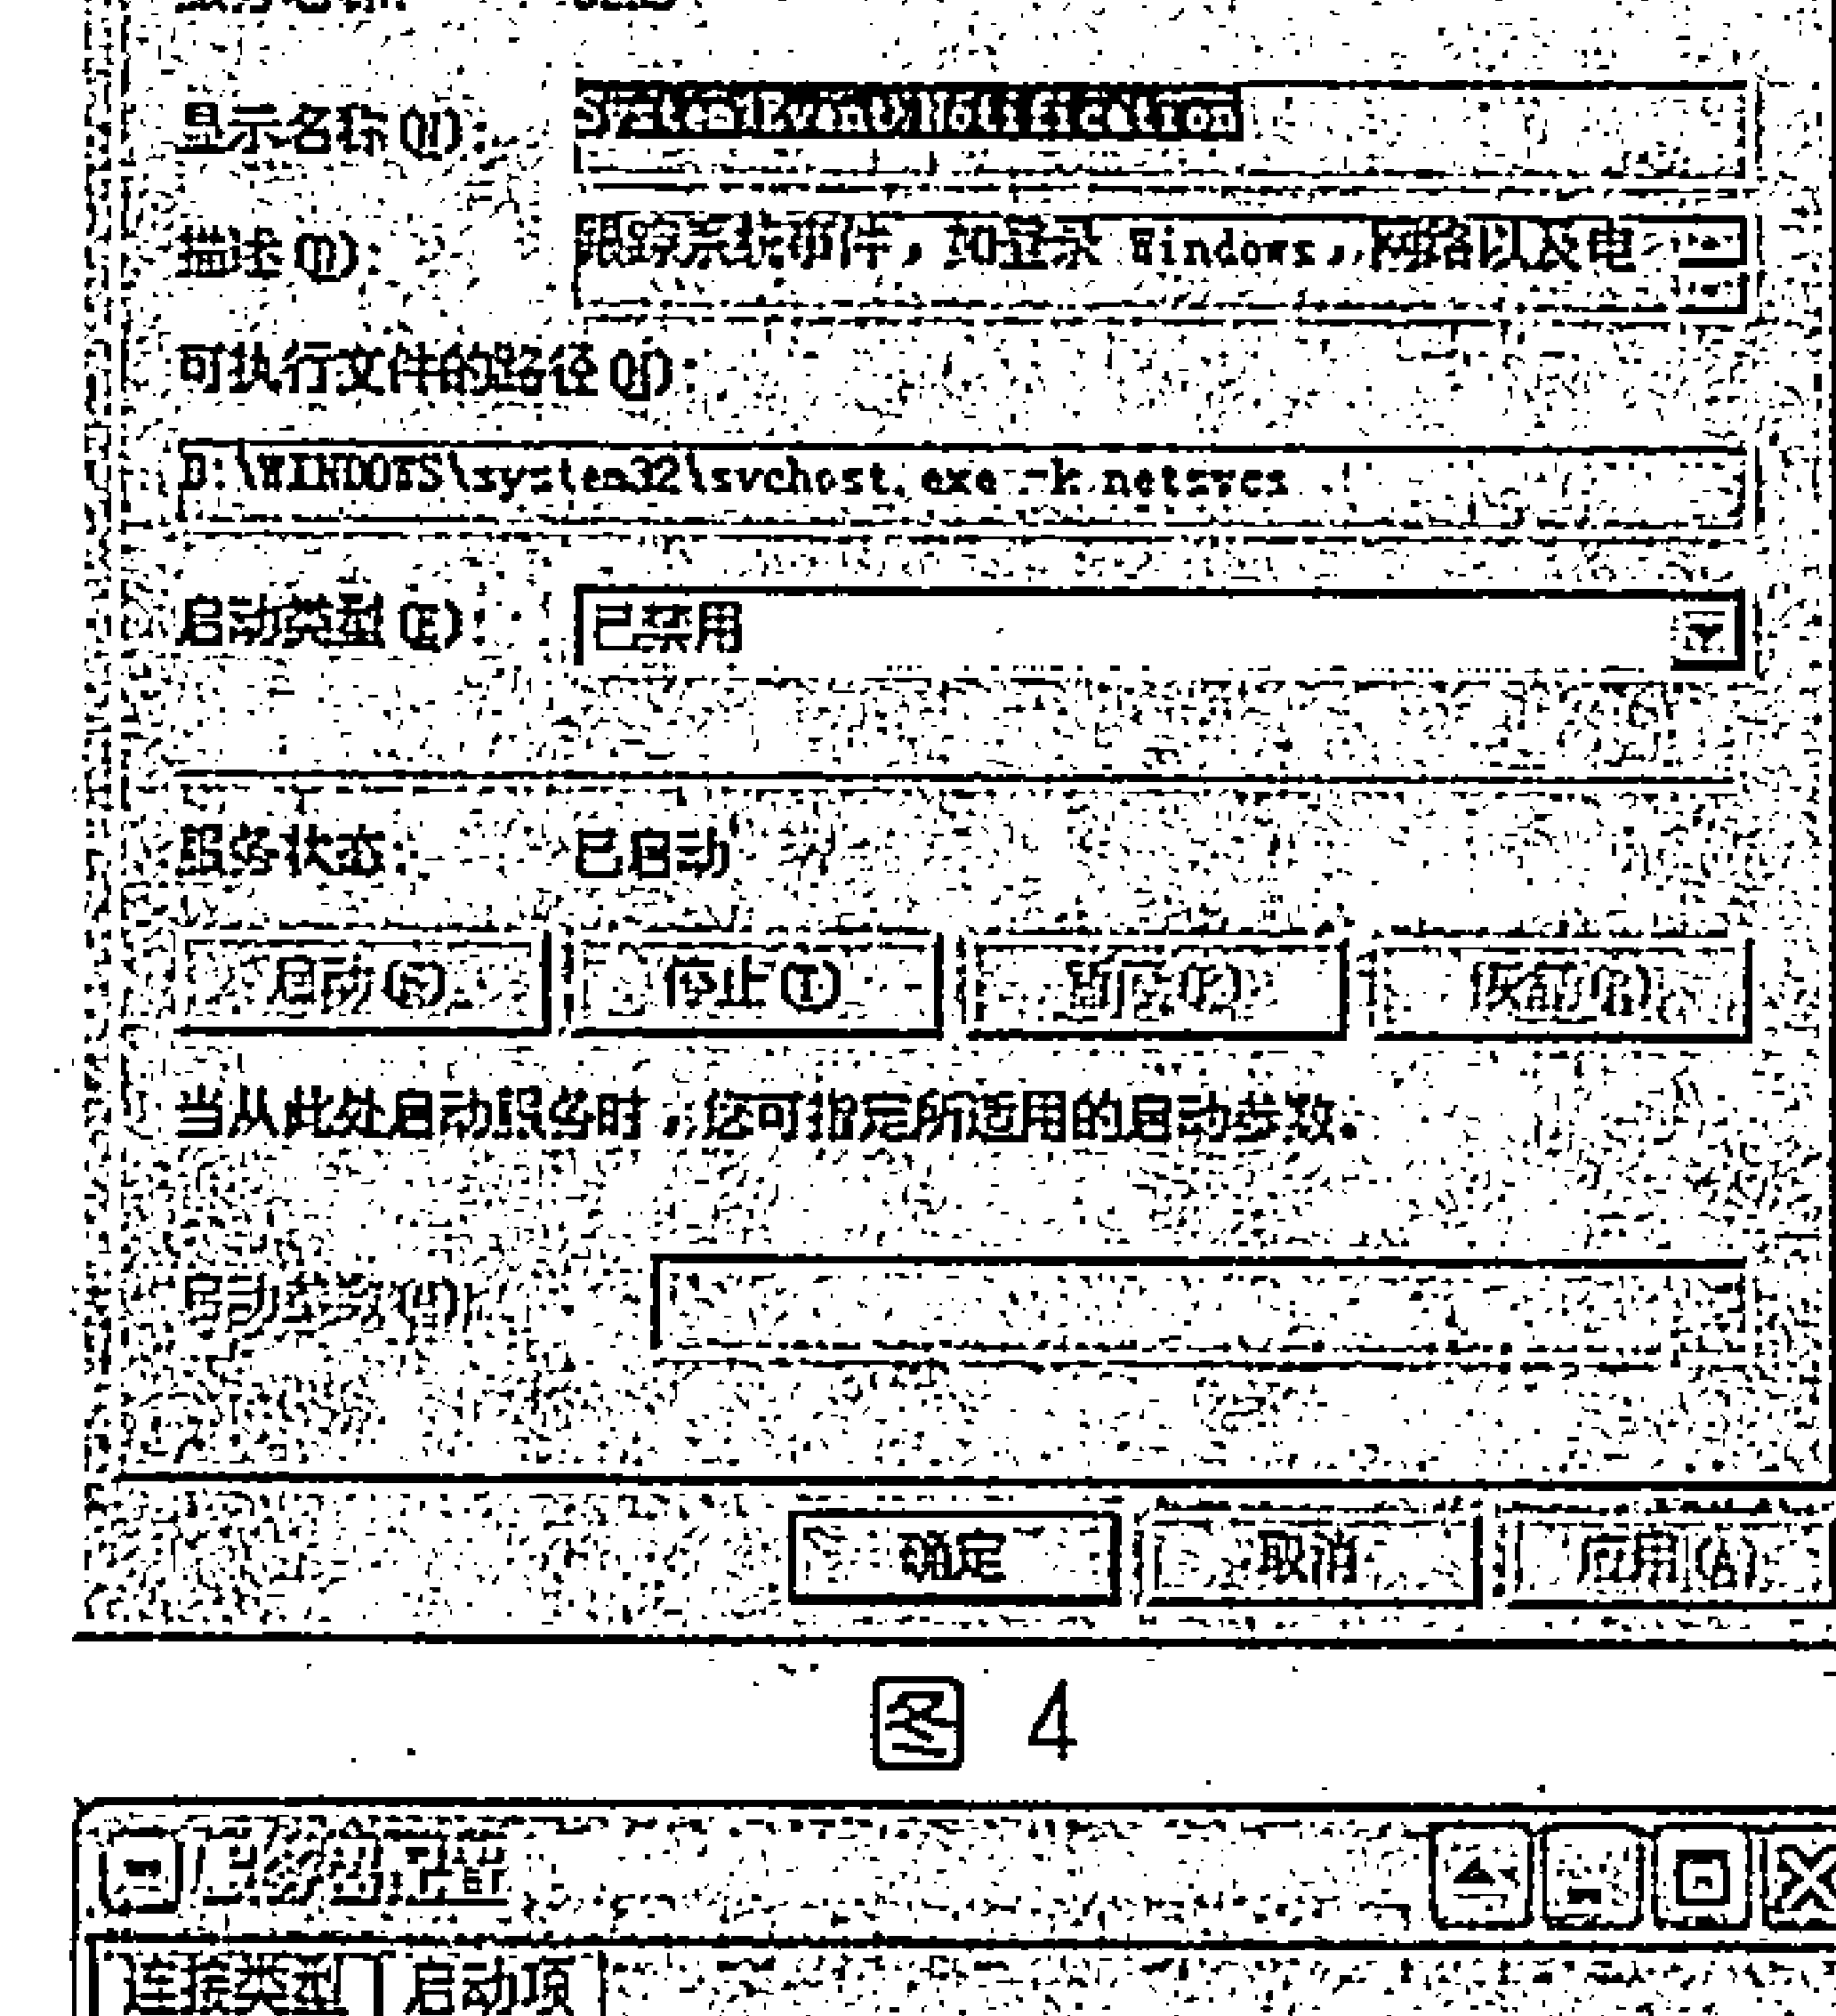 显示名称(N): System Event Notification
描述(D): 跟踪系统事件，如登录 Windows，网络以及电
可执行文件的路径(H):
D:\WINDOWS\system32\svchost.exe -k netsvcs
启动类型(E): 已禁用
服务状态: 已启动
启动(S) 停止(T) 暂停(P) 恢复(R)
当从此处启动服务时，您可指定所适用的启动参数。
启动参数(M)
确定 取消 应用(A)
图 4
连接类型 启动项